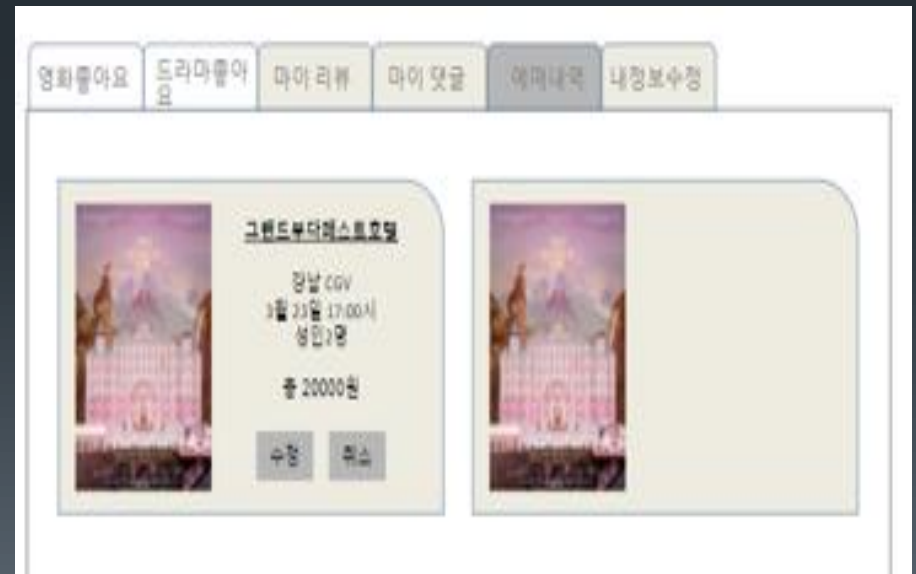 영화좋아요
드라마좋아
요
마이 리뷰
마이 댓글
예매내역
내정보수정
그랜드부다페스트호텔
강남 CGV
3월 23일 17:00시
성인2명
총 20000원
수정
취소